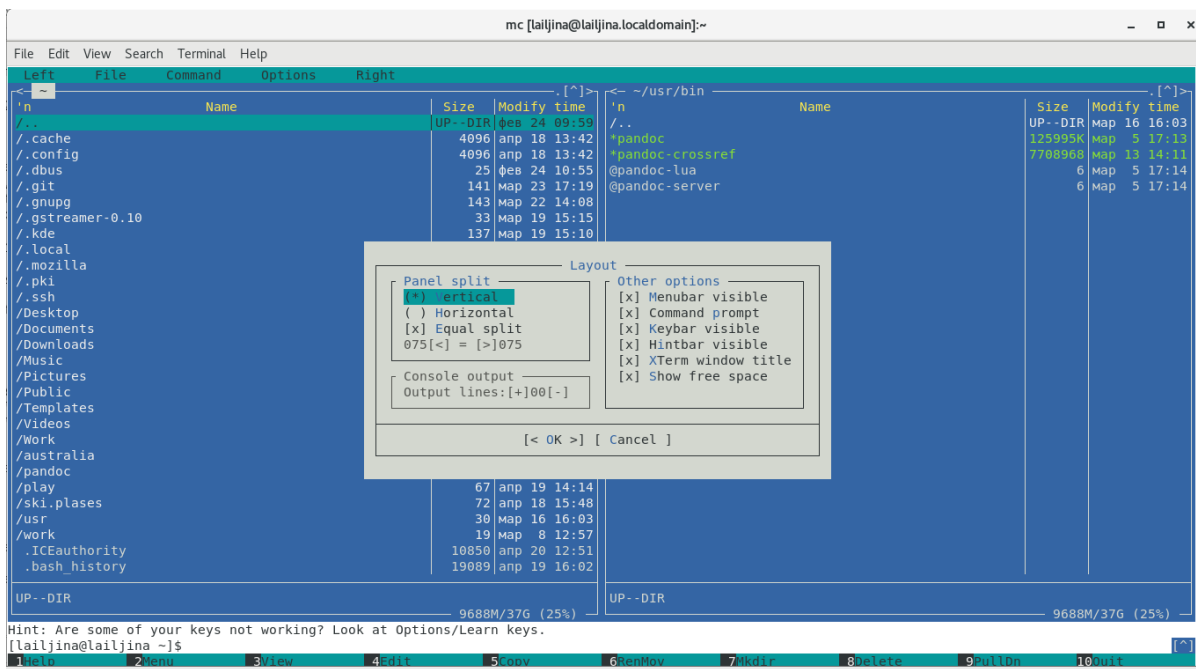 mc [lailjina@lailjina.localdomain]:~
File Edit View Search Terminal Help
Left File Command Options Right
<— ~ .[^]>
'n Name Size Modify time
/.. UP--DIR фев 24 09:59
/.cache 4096 апр 18 13:42
/.config 4096 апр 18 13:42
/.dbus 25 фев 24 10:55
/.git 141 мар 23 17:19
/.gnupg 143 мар 22 14:08
/.gstreamer-0.10 33 мар 19 15:15
/.kde 137 мар 19 15:10
/.local
/.mozilla
/.pki
/.ssh
/Desktop
/Documents
/Downloads
/Music
/Pictures
/Public
/Templates
/Videos
/Work
/australia
/pandoc
/play 67 апр 19 14:14
/ski.plases 72 апр 18 15:48
/usr 30 мар 16 16:03
/work 19 мар 8 12:57
.ICEauthority 10850 апр 20 12:51
.bash_history 19089 апр 19 16:02
UP--DIR
9688M/37G (25%)
<— ~/usr/bin .[^]>
'n Name Size Modify time
/.. UP--DIR мар 16 16:03
*pandoc 125995K мар 5 17:13
*pandoc-crossref 7708968 мар 13 14:11
@pandoc-lua 6 мар 5 17:14
@pandoc-server 6 мар 5 17:14
UP--DIR
9688M/37G (25%)
Layout
Panel split
(*) Vertical
( ) Horizontal
[x] Equal split
075[<] = [>]075
Console output
Output lines:[+]00[-]
Other options
[x] Menubar visible
[x] Command prompt
[x] Keybar visible
[x] Hintbar visible
[x] XTerm window title
[x] Show free space
[< OK >] [ Cancel ]
Hint: Are some of your keys not working? Look at Options/Learn keys.
[lailjina@lailjina ~]$ [^]
1Help 2Menu 3View 4Edit 5Copy 6RenMov 7Mkdir 8Delete 9PullDn 10Quit